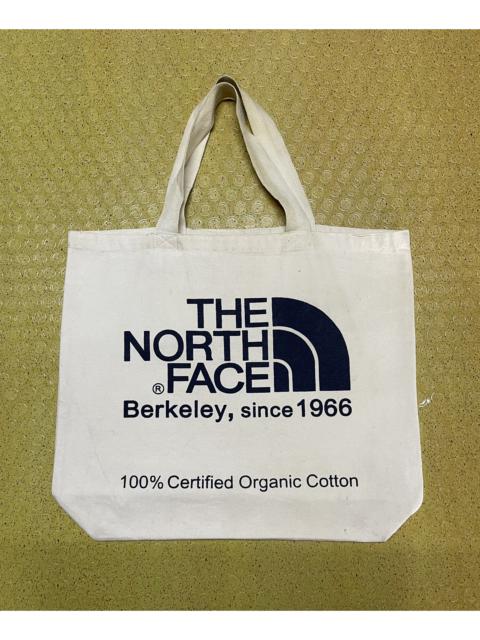 THE
NORTH
® FACE
Berkeley, since 1966
100% Certified Organic Cotton